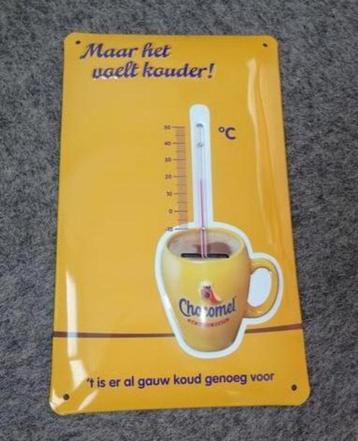 Maar het
voelt kouder!
°C
50
40
30
20
10
0
-10
Chocomel
't is er al gauw koud genoeg voor